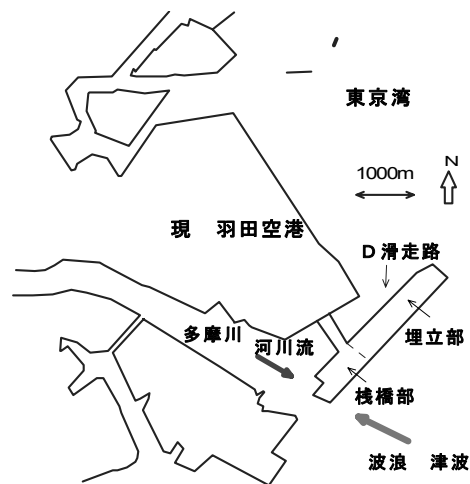 東京湾
1000m
N
現　羽田空港
D滑走路
埋立部
多摩川
河川流
桟橋部
波浪　津波